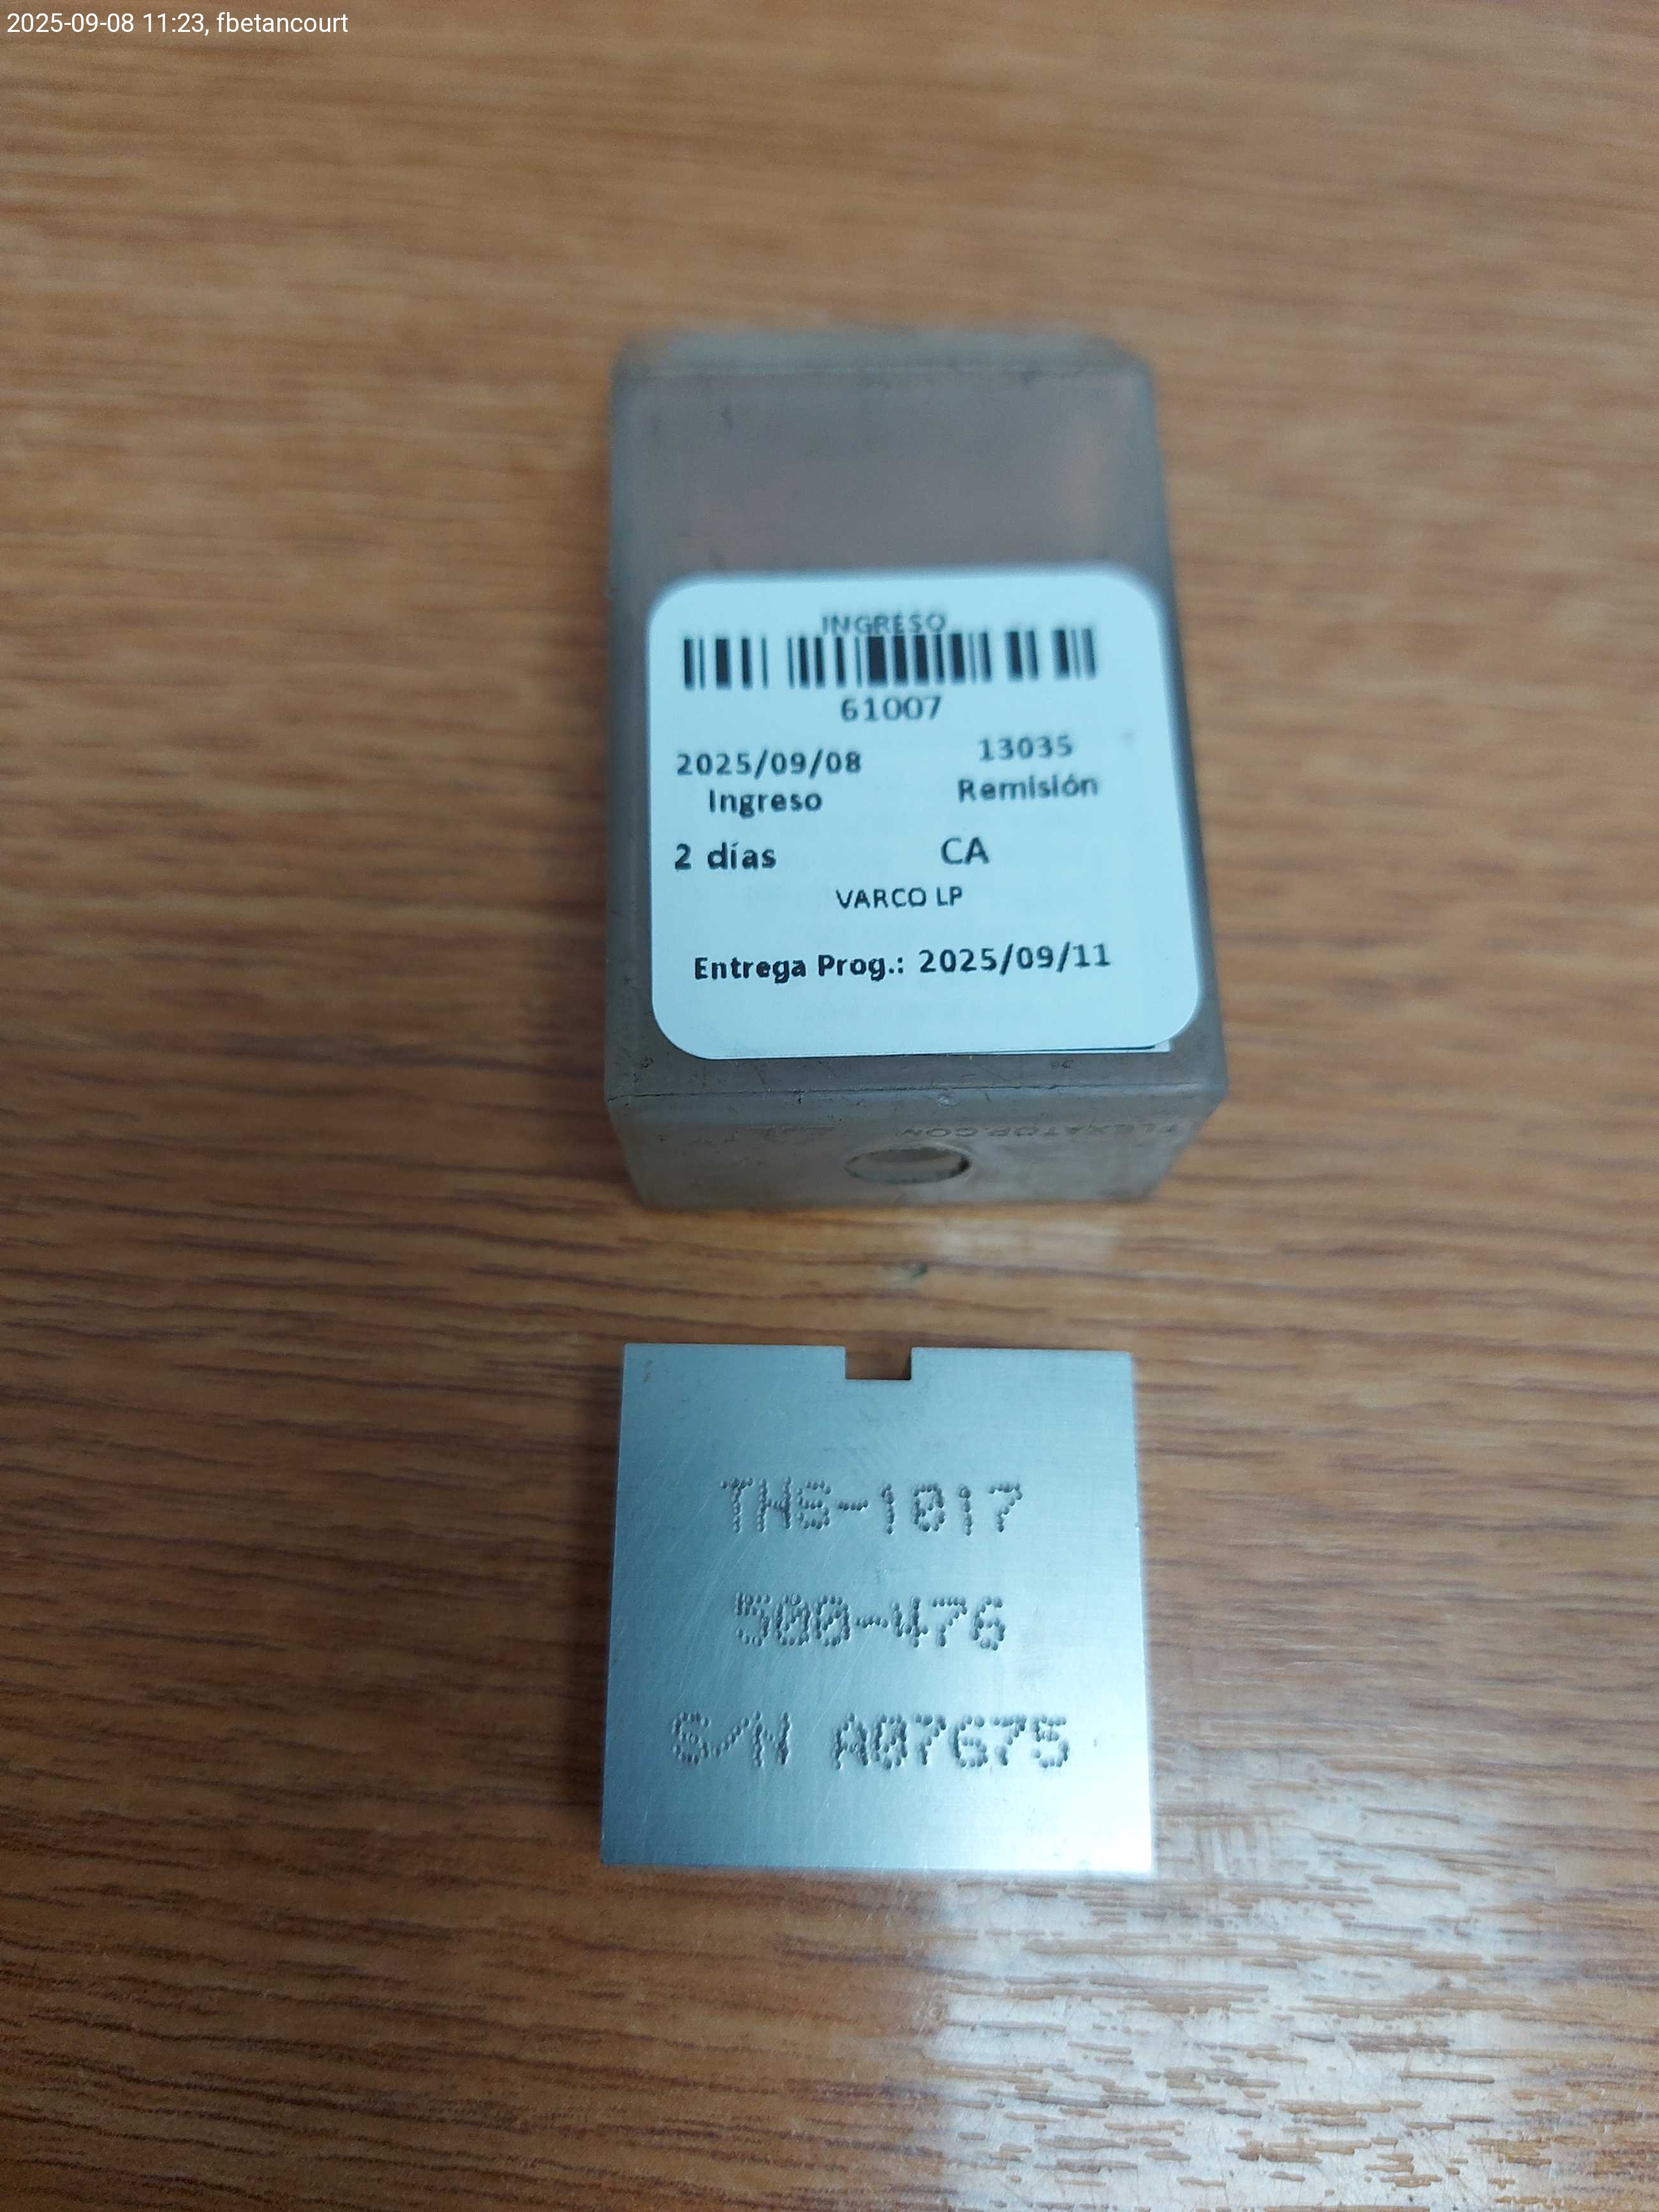 2025-09-08 11:23, fbetancourt
INGRESO
61007
2025/09/08 13035
Ingreso Remisión
2 días CA
VARCO LP
Entrega Prog.: 2025/09/11
THS-1017
500-476
S/N A07675